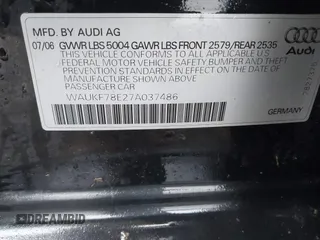 MFD. BY AUDI AG
07/06 GVWR LBS 5004 GAWR LBS FRONT 2579/REAR 2535
THIS VEHICLE CONFORMS TO ALL APPLICABLE U.S.
FEDERAL MOTOR VEHICLE SAFETY BUMPER AND THEFT
PREVENTION STANDARDS IN EFFECT ON THE
DATE OF MANUFACTURE SHOWN ABOVE
PASSENGER CAR
WAUKF78E27A037486
Audi
GERMANY
DREAMBID